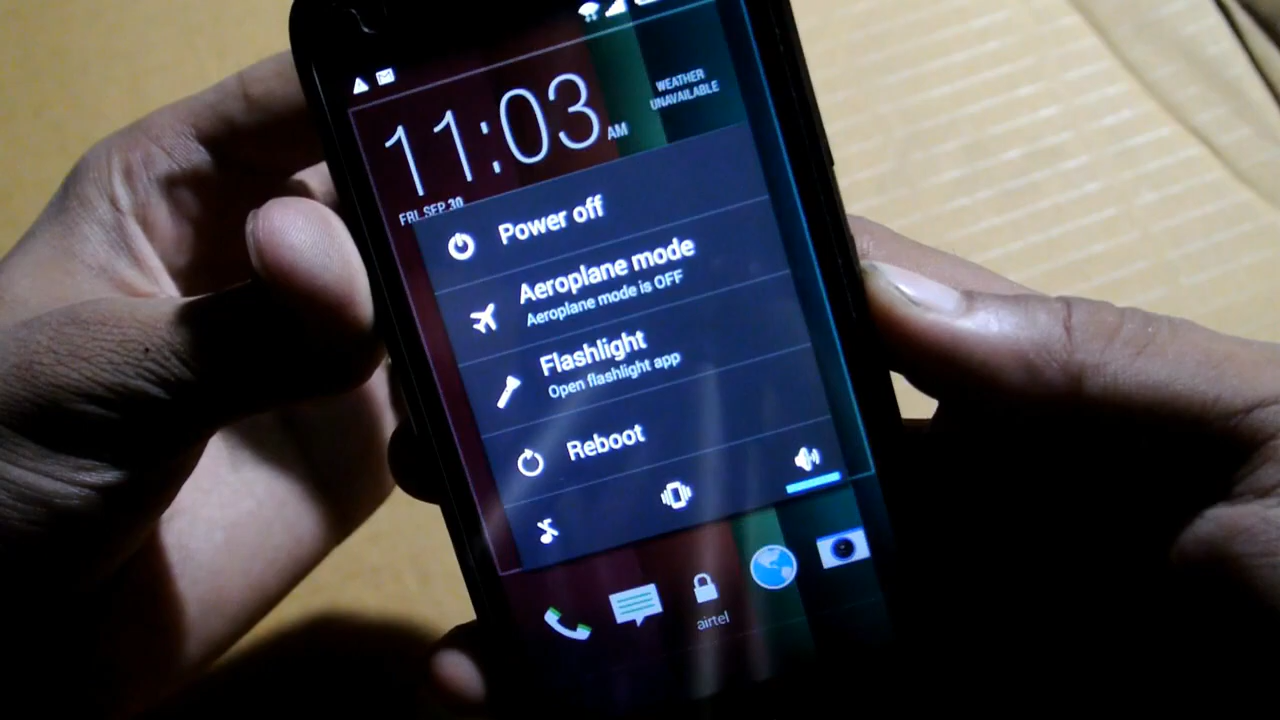 11:03 AM
WEATHER
UNAVAILABLE
FRI, SEP 30
Power off
Aeroplane mode
Aeroplane mode is OFF
Flashlight
Open flashlight app
Reboot
airtel